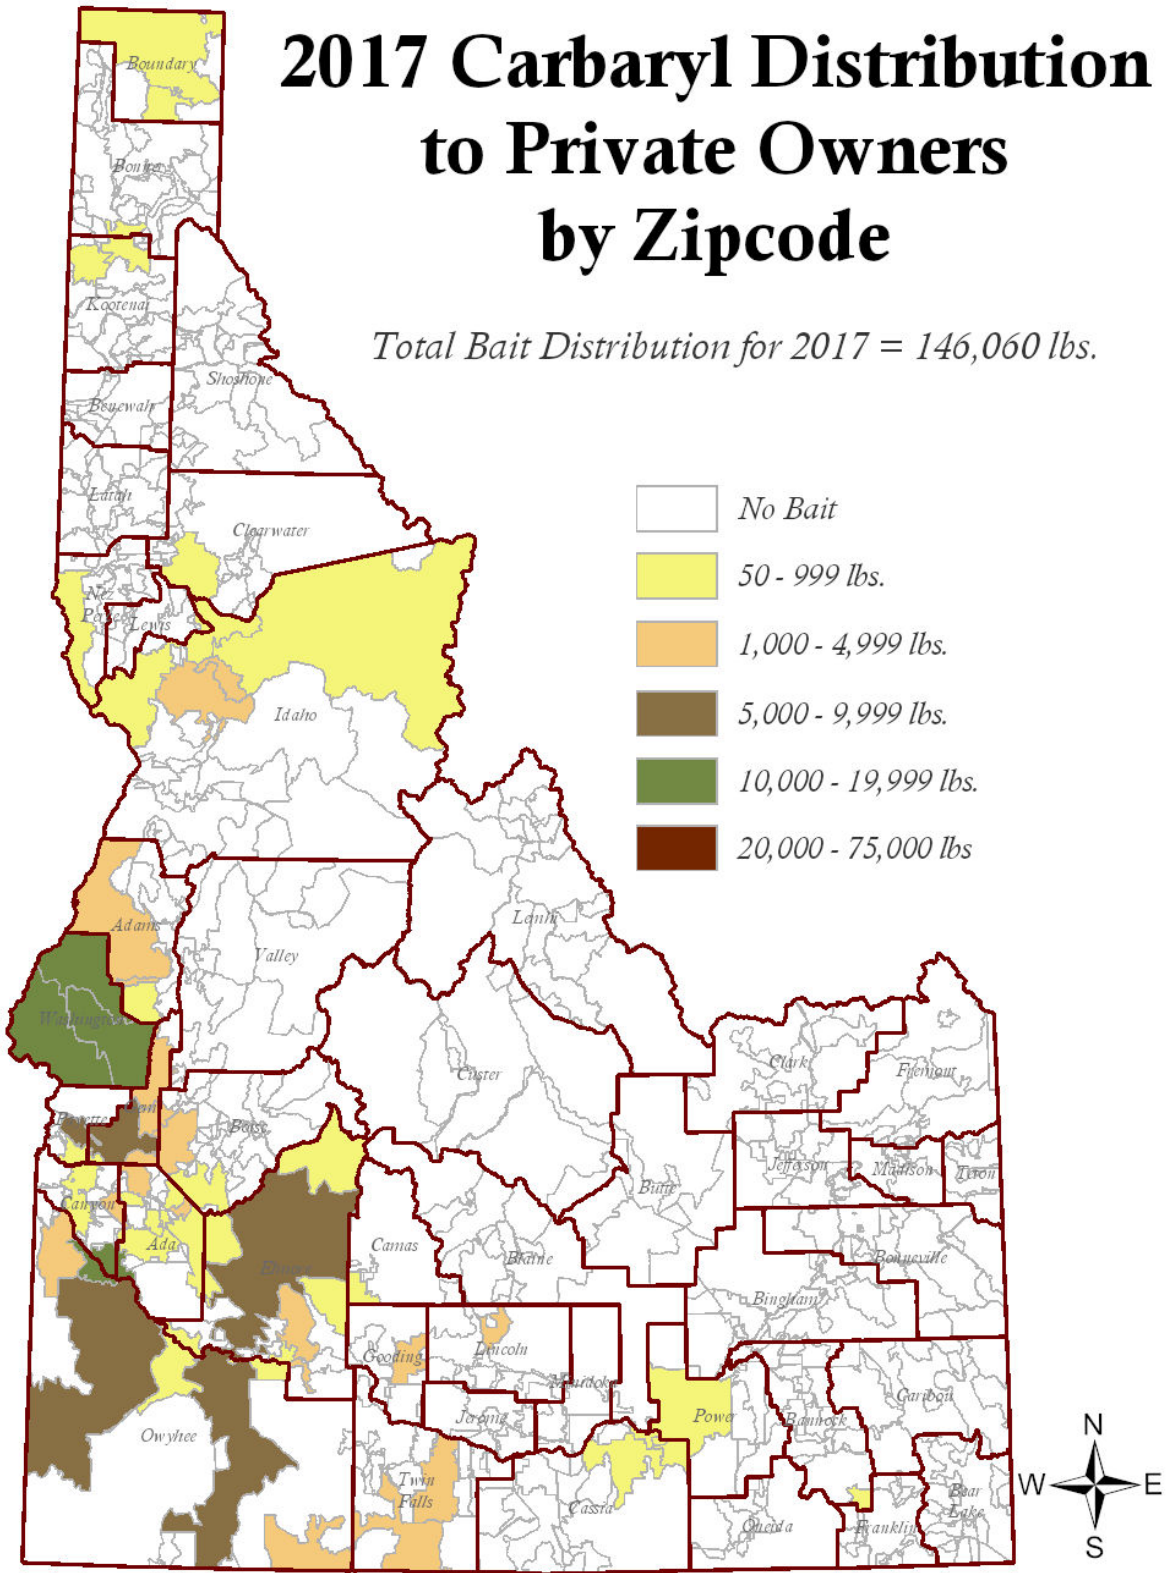 2017 Carbaryl Distribution
to Private Owners
by Zipcode
Total Bait Distribution for 2017 = 146,060 lbs.
No Bait
50 - 999 lbs.
1,000 - 4,999 lbs.
5,000 - 9,999 lbs.
10,000 - 19,999 lbs.
20,000 - 75,000 lbs
Boundary
Bonner
Kootenai
Shoshone
Benewah
Latah
Clearwater
Nez
Perce
Lewis
Idaho
Adams
Lemhi
Valley
Washington
Custer
Clark
Fremont
Payette
Gem
Boise
Jefferson
Madison
Teton
Butte
Canyon
Ada
Camas
Blaine
Bonneville
Elmore
Bingham
Gooding
Lincoln
Minidoka
Jerome
Power
Bannock
Caribou
Owyhee
Twin
Falls
Cassia
Oneida
Franklin
Bear
Lake
N
W
E
S